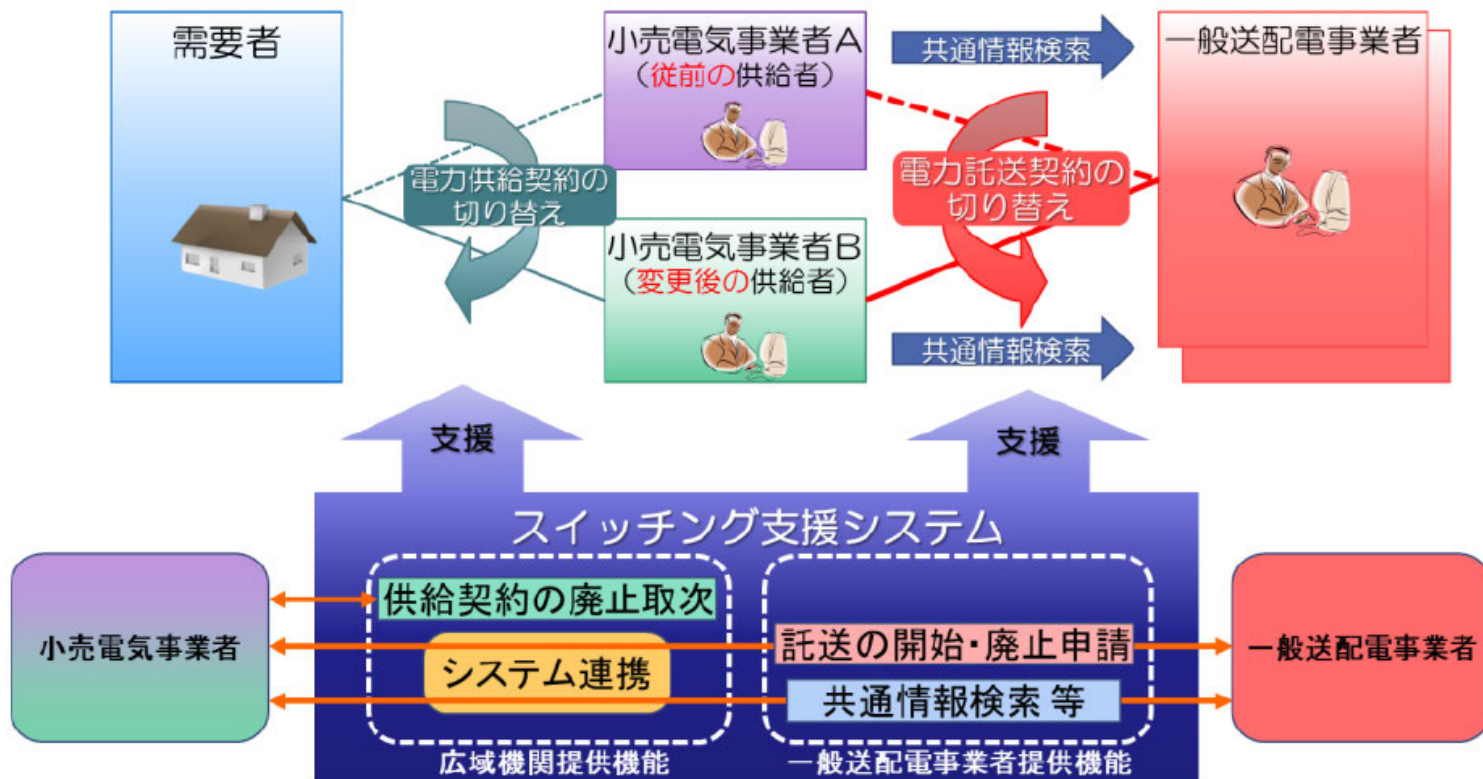 需要者
小売電気事業者A
（従前の供給者）
共通情報検索
一般送配電事業者
電力供給契約の
切り替え
電力託送契約の
切り替え
小売電気事業者B
（変更後の供給者）
共通情報検索
支援
支援
スイッチング支援システム
供給契約の廃止取次
小売電気事業者
システム連携
託送の開始・廃止申請
一般送配電事業者
共通情報検索 等
広域機関提供機能
一般送配電事業者提供機能